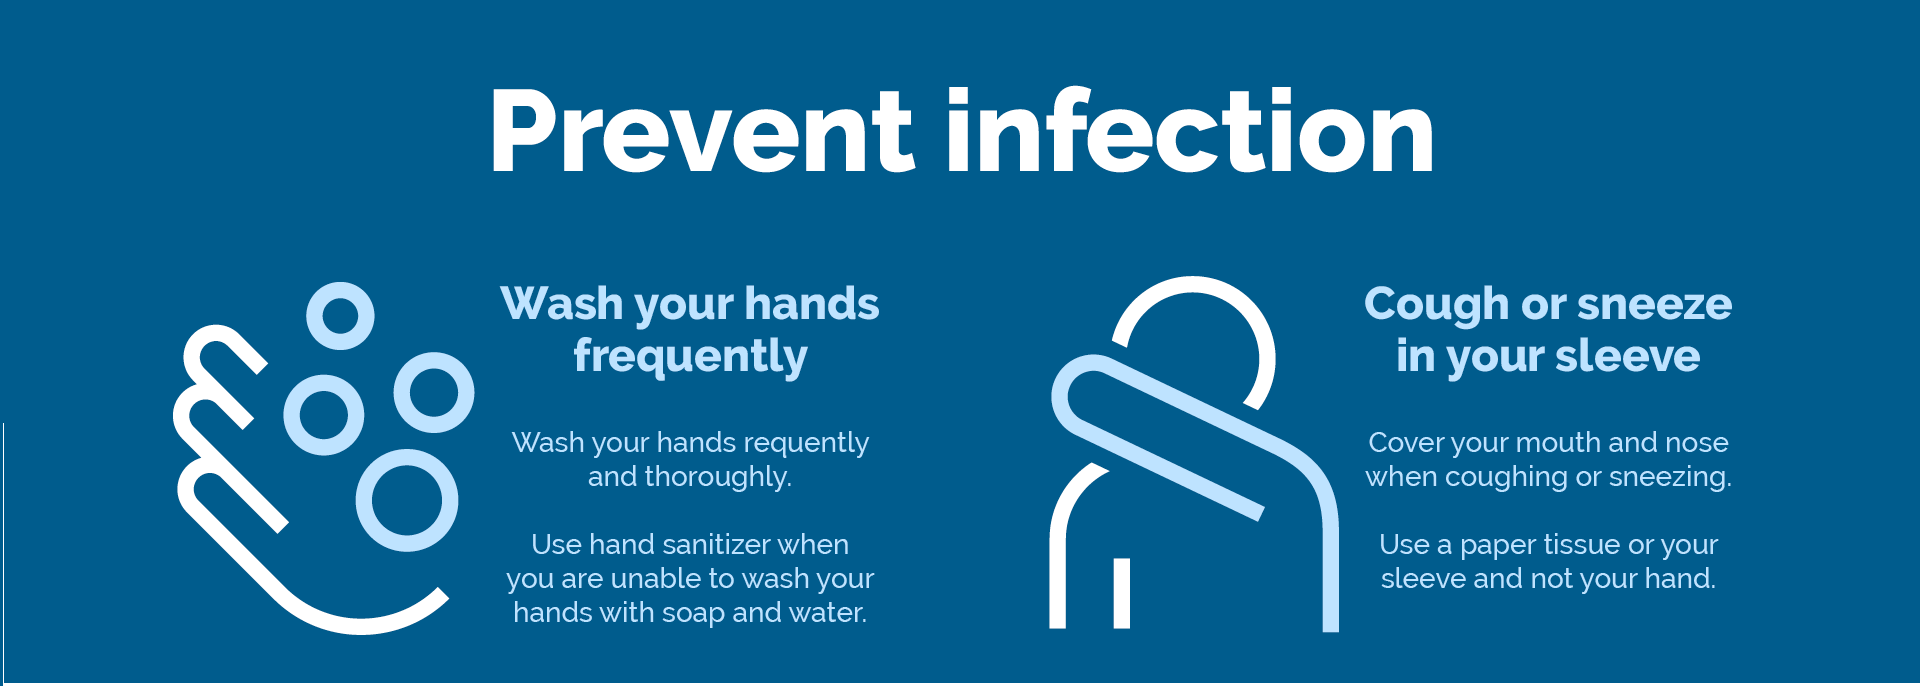 Prevent infection
Wash your hands
frequently
Wash your hands requently
and thoroughly.
Use hand sanitizer when
you are unable to wash your
hands with soap and water.
Cough or sneeze
in your sleeve
Cover your mouth and nose
when coughing or sneezing.
Use a paper tissue or your
sleeve and not your hand.